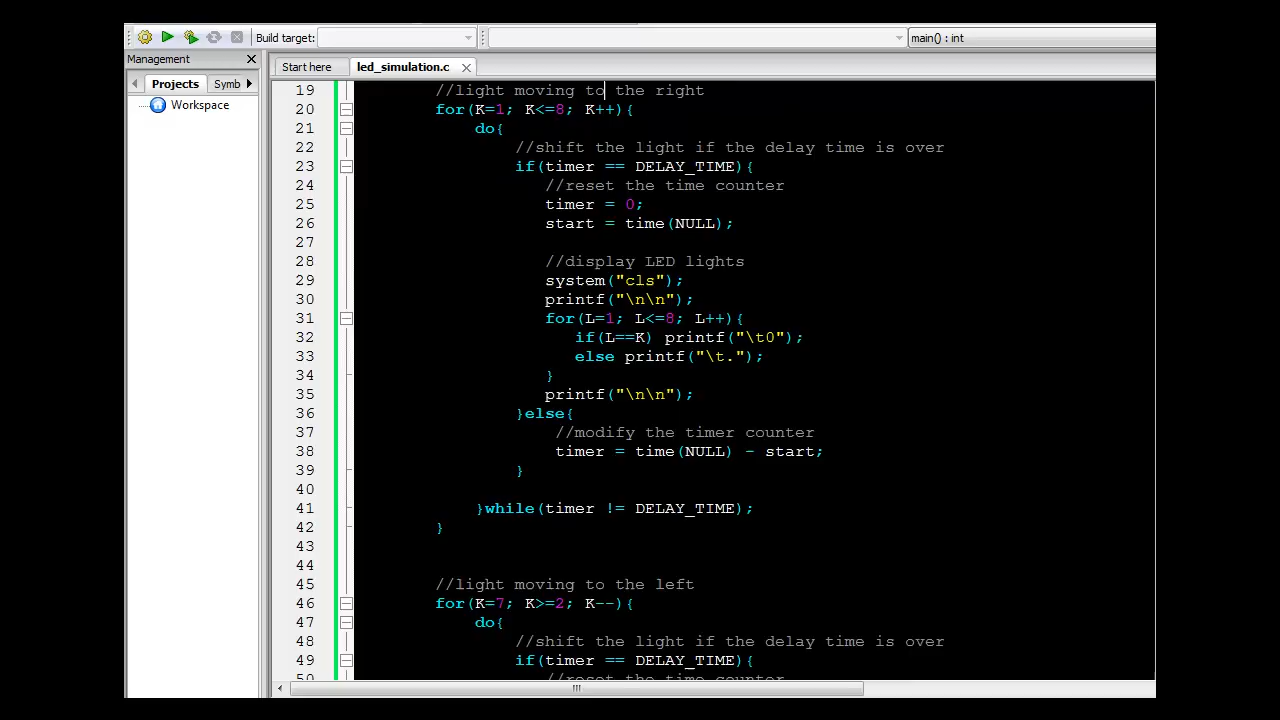 Build target:
main() : int
Management
Start here
led_simulation.c
Projects
Symb
Workspace
19 //light moving to the right
20 for(K=1; K<=8; K++){
21 do{
22 //shift the light if the delay time is over
23 if(timer == DELAY_TIME){
24 //reset the time counter
25 timer = 0;
26 start = time(NULL);
27
28 //display LED lights
29 system("cls");
30 printf("\n\n");
31 for(L=1; L<=8; L++){
32 if(L==K) printf("\t0");
33 else printf("\t.");
34 }
35 printf("\n\n");
36 }else{
37 //modify the timer counter
38 timer = time(NULL) - start;
39 }
40
41 }while(timer != DELAY_TIME);
42 }
43
44
45 //light moving to the left
46 for(K=7; K>=2; K--){
47 do{
48 //shift the light if the delay time is over
49 if(timer == DELAY_TIME){
50 //reset the time counter